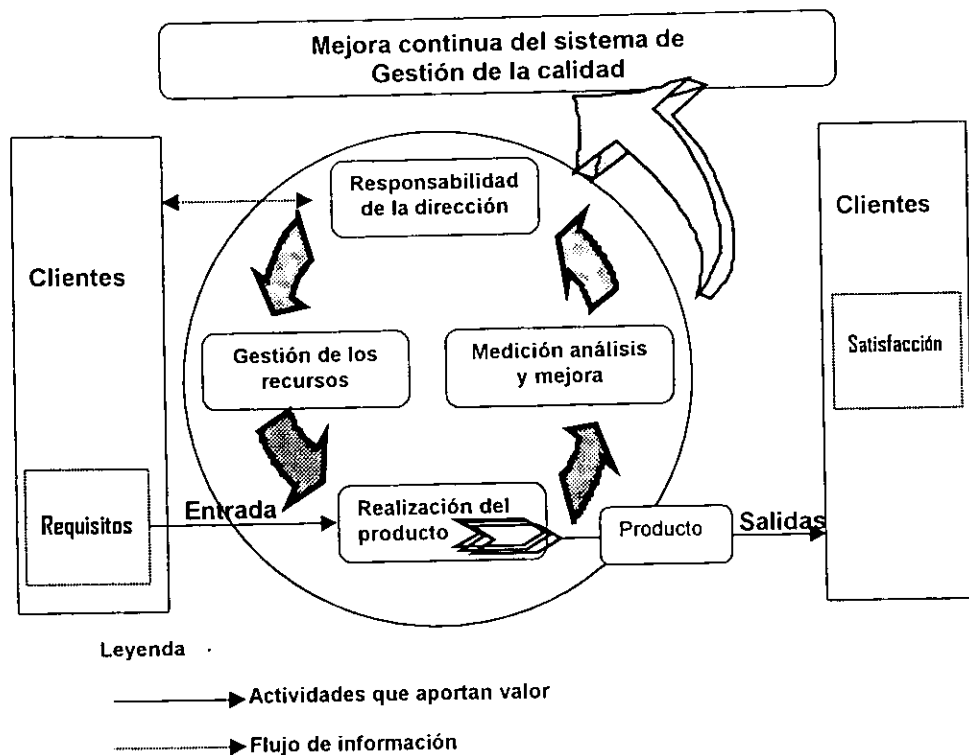 Mejora continua del sistema de
Gestión de la calidad
Clientes
Responsabilidad
de la dirección
Clientes
Gestión de los
recursos
Medición análisis
y mejora
Satisfacción
Requisitos
Entrada
Realización del
producto
Producto
Salidas
Leyenda
Actividades que aportan valor
Flujo de información